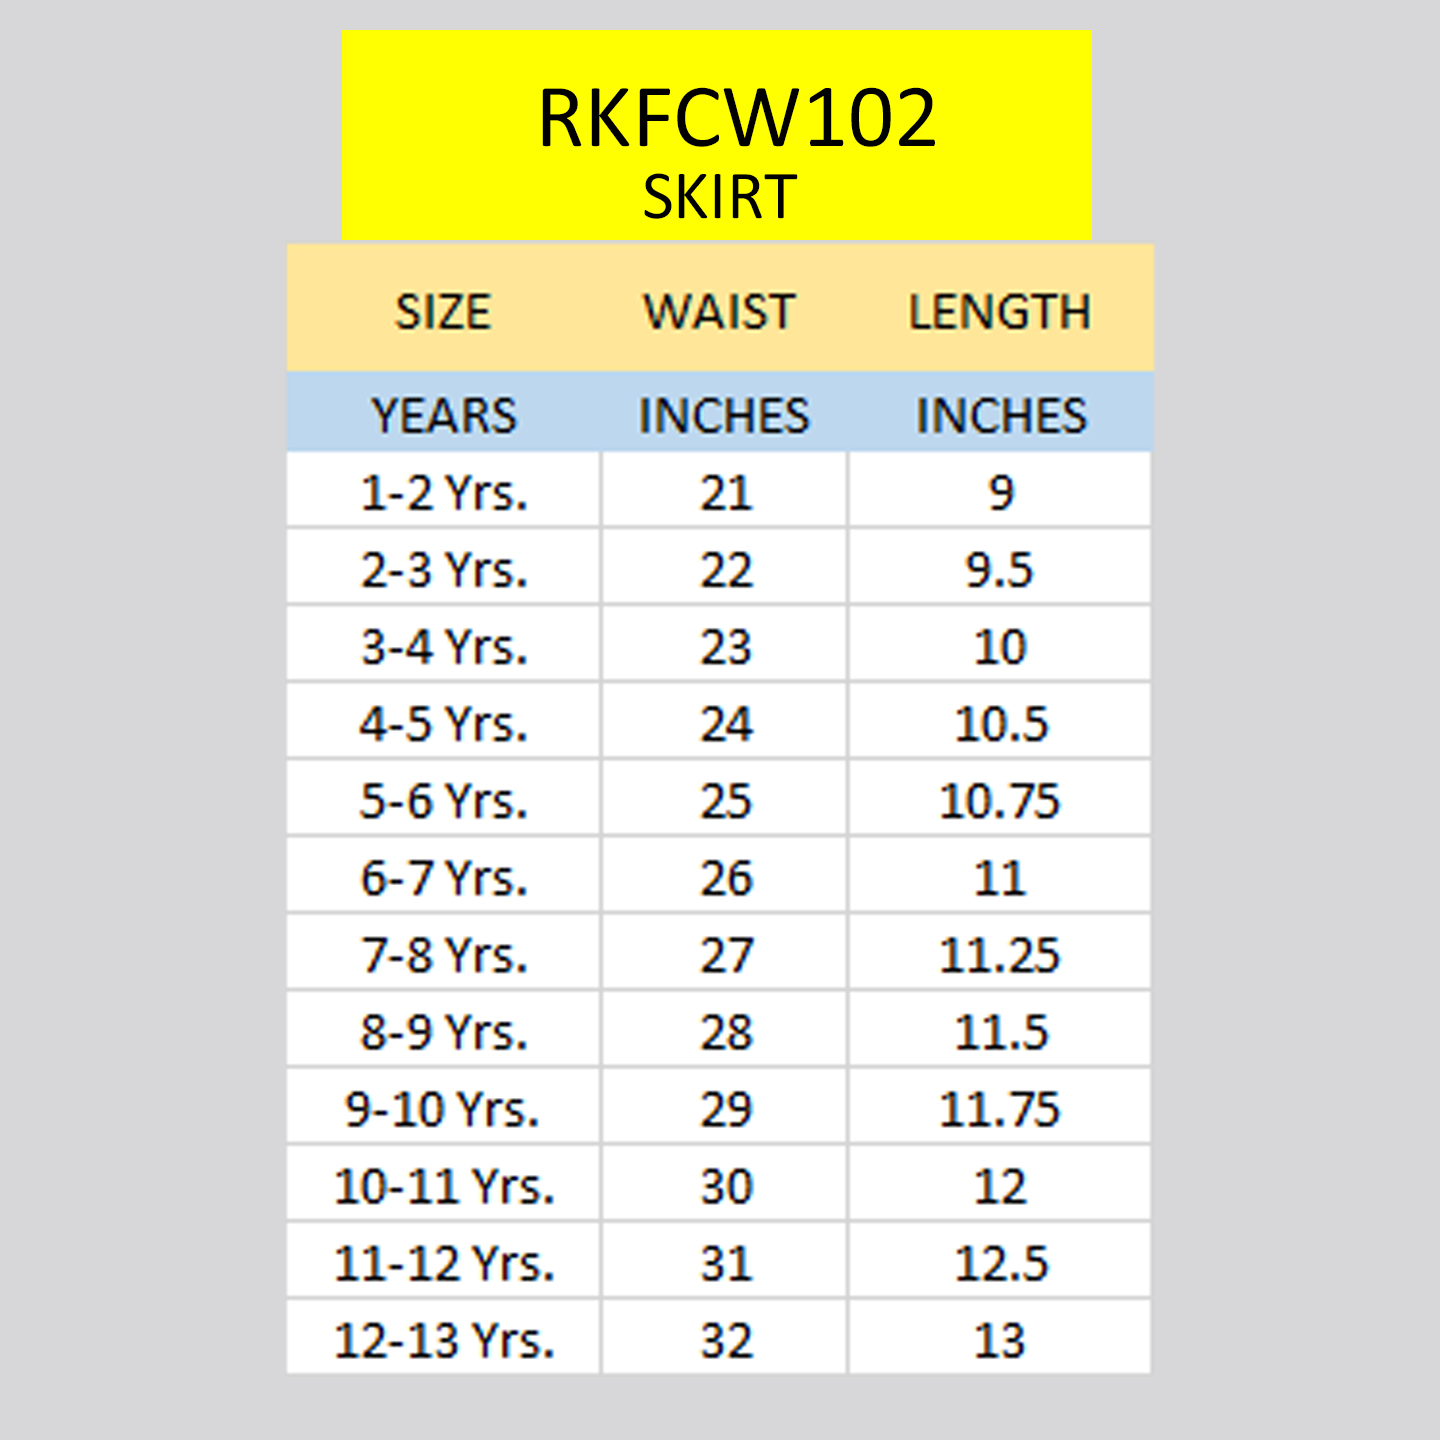 RKFCW102
SKIRT
SIZE WAIST LENGTH
YEARS INCHES INCHES
1-2 Yrs. 21 9
2-3 Yrs. 22 9.5
3-4 Yrs. 23 10
4-5 Yrs. 24 10.5
5-6 Yrs. 25 10.75
6-7 Yrs. 26 11
7-8 Yrs. 27 11.25
8-9 Yrs. 28 11.5
9-10 Yrs. 29 11.75
10-11 Yrs. 30 12
11-12 Yrs. 31 12.5
12-13 Yrs. 32 13